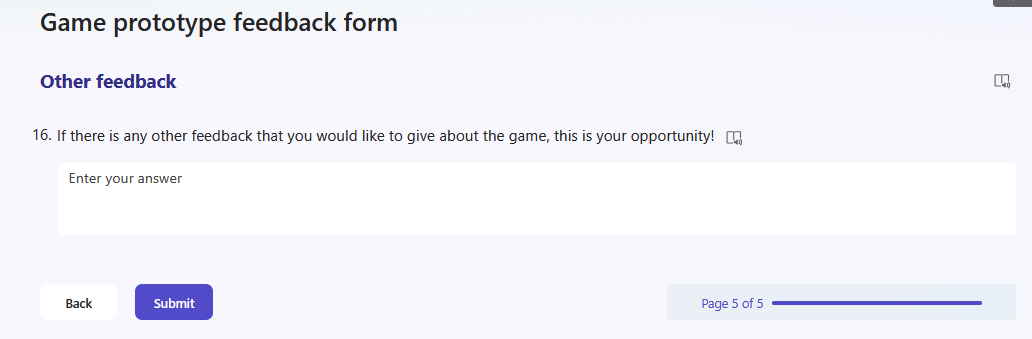 Game prototype feedback form
Other feedback
16. If there is any other feedback that you would like to give about the game, this is your opportunity!
Enter your answer
Back
Submit
Page 5 of 5